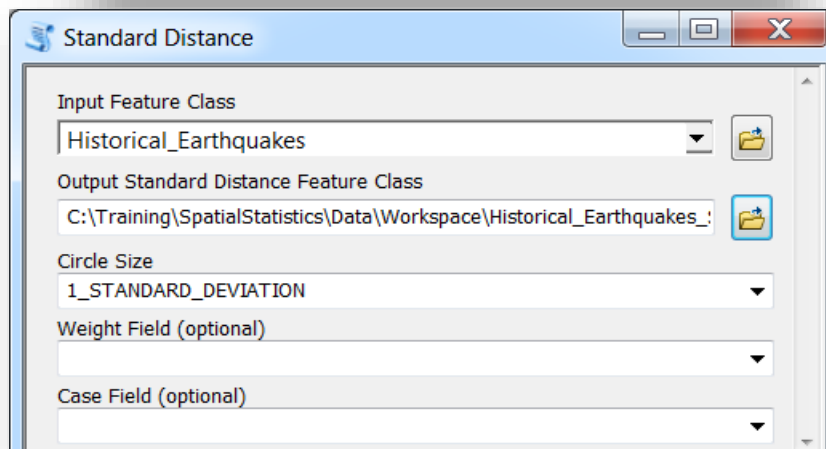 Standard Distance
Input Feature Class
Historical_Earthquakes
Output Standard Distance Feature Class
C:\Training\SpatialStatistics\Data\Workspace\Historical_Earthquakes_S
Circle Size
1_STANDARD_DEVIATION
Weight Field (optional)
Case Field (optional)